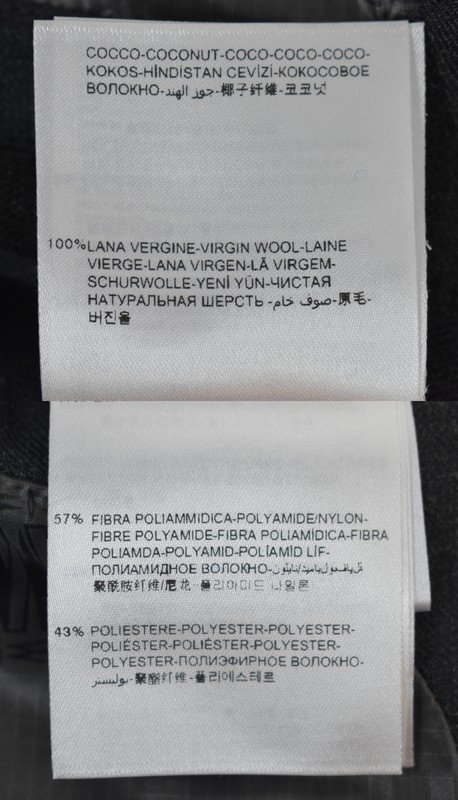 COCCO-COCONUT-COCO-COCO-COCO-
KOKOS-HİNDİSTAN CEVİZİ-КОКОСОВОЕ
ВОЛОКНО-جوز الهند-椰子纤维-코코넛
100% LANA VERGINE-VIRGIN WOOL-LAINE
VIERGE-LANA VIRGEN-LÃ VIRGEM-
SCHURWOLLE-YENİ YÜN-ЧИСТАЯ
НАТУРАЛЬНАЯ ШЕРСТЬ -صوف خام-原毛-
버진울
57% FIBRA POLIAMMIDICA-POLYAMIDE/NYLON-
FIBRE POLYAMIDE-FIBRA POLIAMIDICA-FIBRA
POLIAMDA-POLYAMID-POLİAMİD LİF-
ПОЛИАМИДНОЕ ВОЛОКНО-
聚酰胺纤维/尼龙-폴리아미드 나일론
43% POLIESTERE-POLYESTER-POLYESTER-
POLIÉSTER-POLIÉSTER-POLYESTER-
POLYESTER-ПОЛИЭФИРНОЕ ВОЛОКНО-
بوليستر-聚酯纤维-폴리에스테르